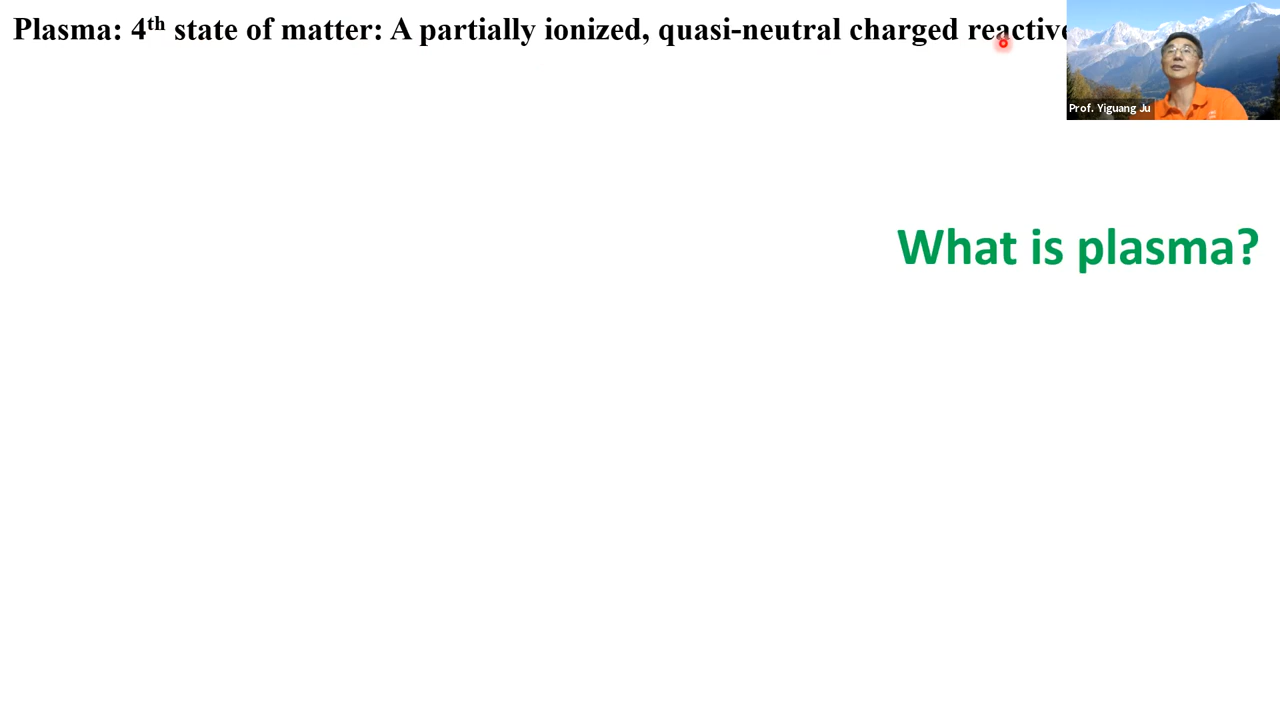 Plasma: 4th state of matter: A partially ionized, quasi-neutral charged reactive
Prof. Yiguang Ju
What is plasma?